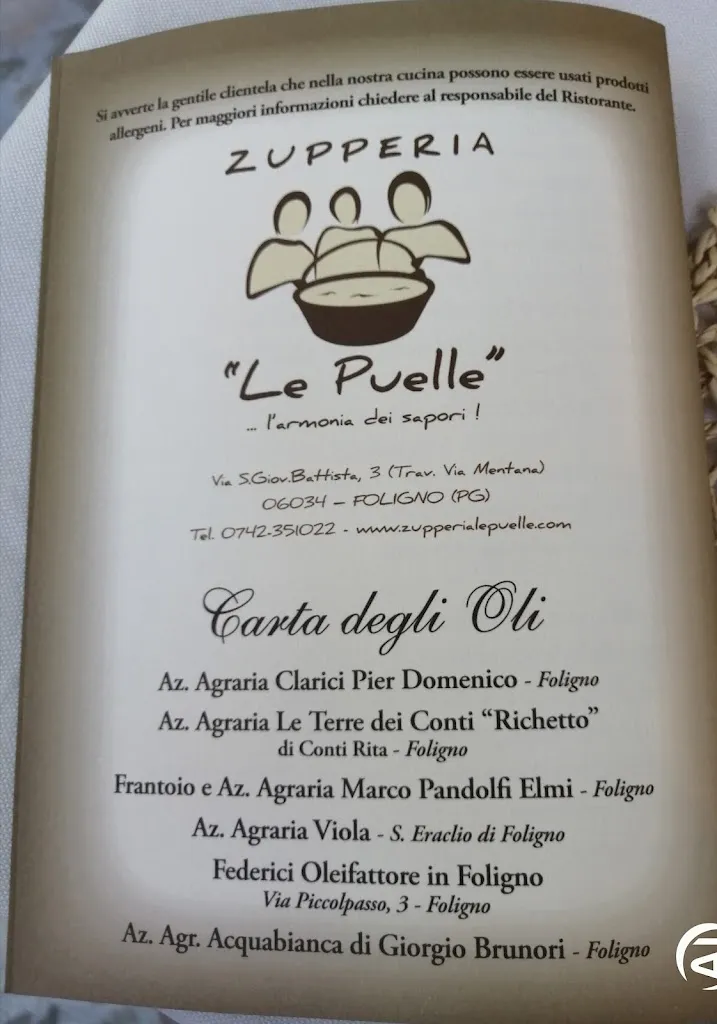 Si avverte la gentile clientela che nella nostra cucina possono essere usati prodotti
allergeni. Per maggiori informazioni chiedere al responsabile del Ristorante.
ZUPPERIA
"Le Puelle"
... l'armonia dei sapori !
Via S.Giov.Battista, 3 (Trav. Via Mentana)
06034 – FOLIGNO (PG)
Tel. 0742-351022 - www.zupperialepuelle.com
Carta degli Oli
Az. Agraria Clarici Pier Domenico - Foligno
Az. Agraria Le Terre dei Conti “Richetto”
di Conti Rita - Foligno
Frantoio e Az. Agraria Marco Pandolfi Elmi - Foligno
Az. Agraria Viola - S. Eraclio di Foligno
Federici Oleifattore in Foligno
Via Piccolpasso, 3 - Foligno
Az. Agr. Acquabianca di Giorgio Brunori - Foligno